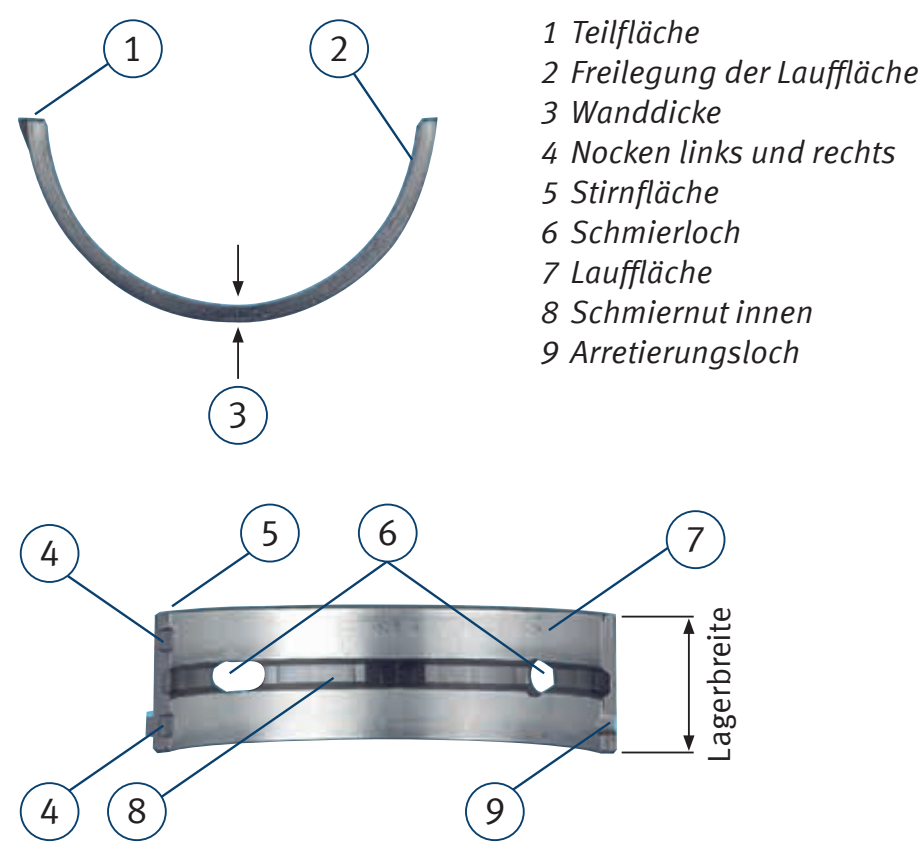 1
2
1 Teilfläche
2 Freilegung der Lauffläche
3 Wanddicke
4 Nocken links und rechts
5 Stirnfläche
6 Schmierloch
7 Lauffläche
8 Schmiernut innen
9 Arretierungsloch
3
4
5
6
7
Lagerbreite
4
8
9